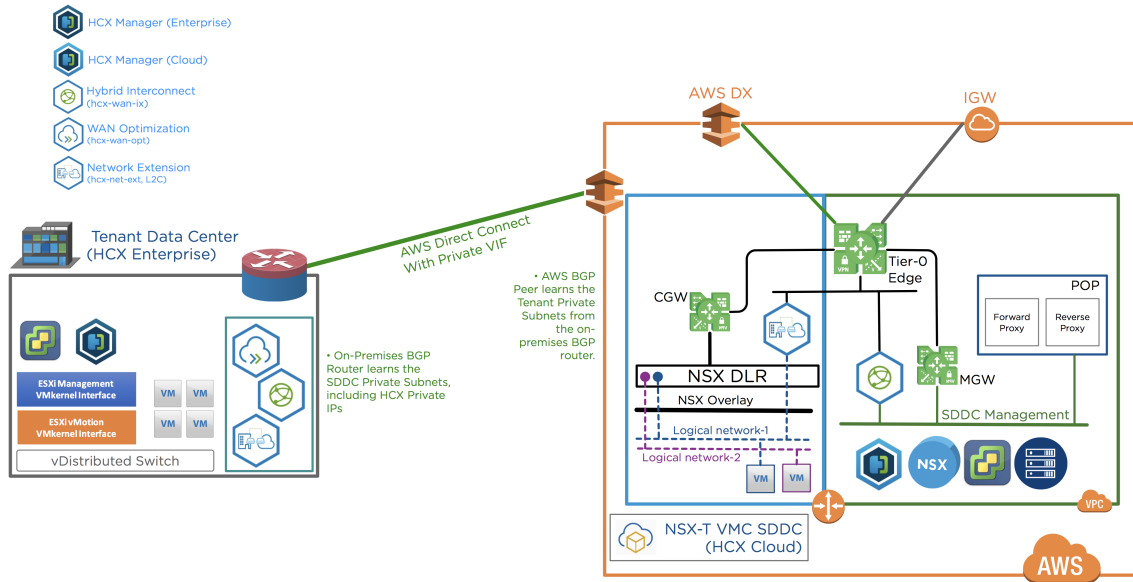 HCX Manager (Enterprise)
HCX Manager (Cloud)
Hybrid Interconnect
(hcx-wan-ix)
WAN Optimization
(hcx-wan-opt)
Network Extension
(hcx-net-ext, L2C)
Tenant Data Center
(HCX Enterprise)
ESXi Management
VMkernel Interface
ESXi vMotion
VMkernel Interface
VM
VM
VM
VM
vDistributed Switch
• On-Premises BGP
Router learns the
SDDC Private Subnets,
including HCX Private
IPs
AWS Direct Connect
With Private VIF
• AWS BGP
Peer learns the
Tenant Private
Subnets from
the on-
premises BGP
router.
AWS DX
IGW
VPN
Tier-0
Edge
CGW
NSX DLR
NSX Overlay
Logical network-1
Logical network-2
VM
VM
POP
Forward
Proxy
Reverse
Proxy
MGW
SDDC Management
NSX
VPC
NSX-T VMC SDDC
(HCX Cloud)
AWS